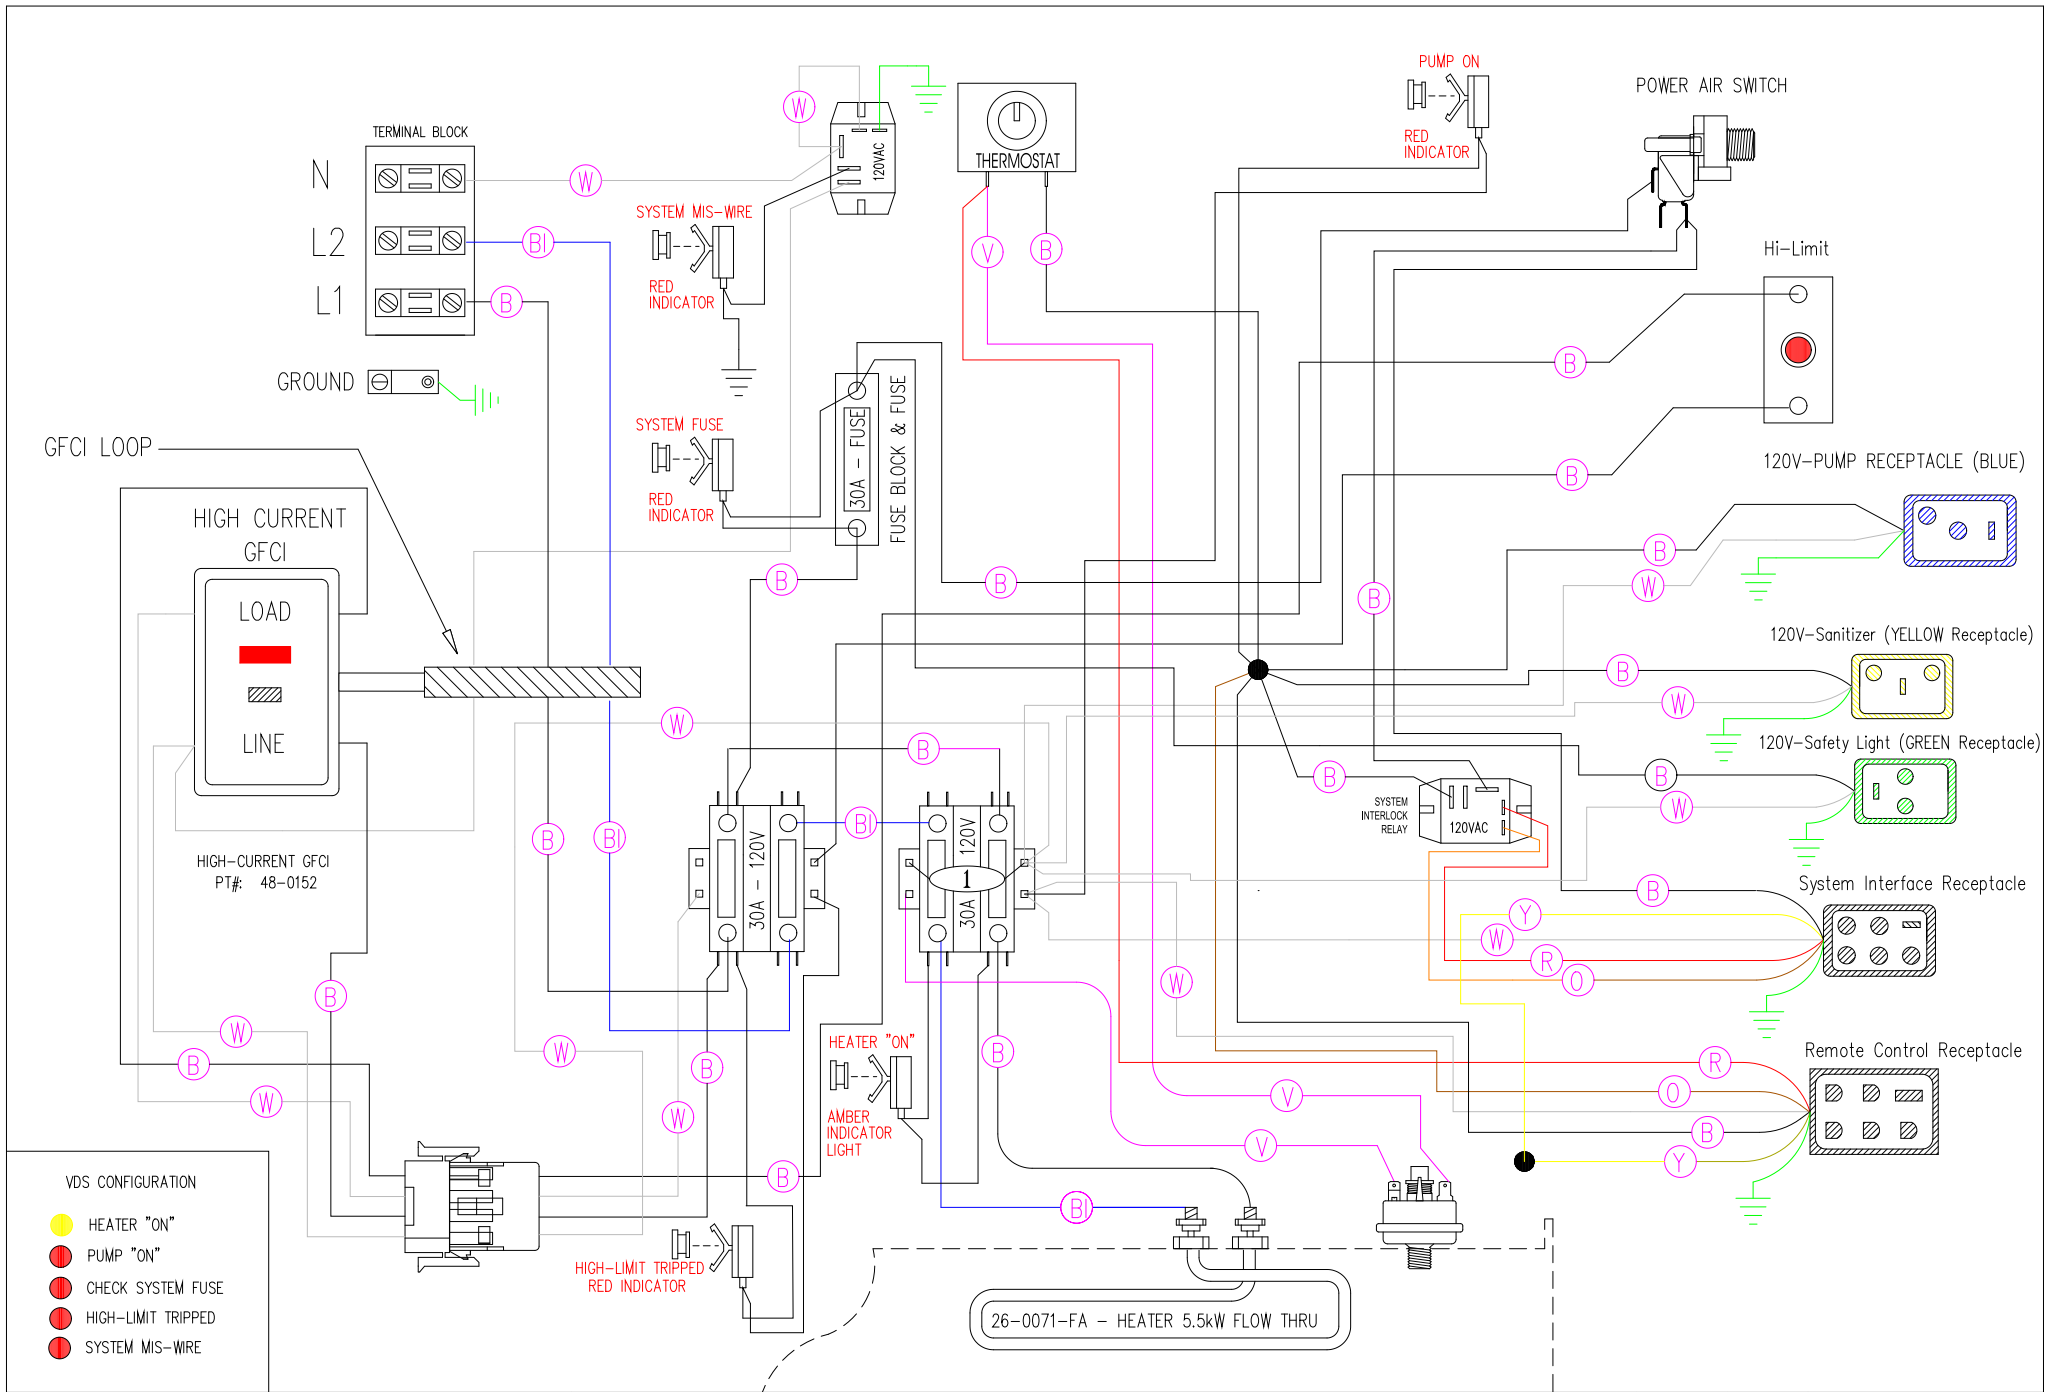 PUMP ON
RED
INDICATOR
POWER AIR SWITCH
TERMINAL BLOCK
N
L2
L1
GROUND
W
W
BI
B
120VAC
THERMOSTAT
V
B
SYSTEM MIS-WIRE
RED
INDICATOR
Hi-Limit
B
B
GFCI LOOP
SYSTEM FUSE
RED
INDICATOR
30A - FUSE
FUSE BLOCK & FUSE
120V-PUMP RECEPTACLE (BLUE)
HIGH CURRENT
GFCI
LOAD
LINE
HIGH-CURRENT GFCI
PT#: 48-0152
B
B
B
B
W
120V-Sanitizer (YELLOW Receptacle)
B
W
W
B
120V-Safety Light (GREEN Receptacle)
B
B
W
SYSTEM
INTERLOCK
RELAY
120VAC
B
BI
BI
30A - 120V
30A 120V
1
System Interface Receptacle
B
Y
W
R
O
W
B
W
B
W
W
B
W
B
B
HEATER "ON"
AMBER
INDICATOR
LIGHT
Remote Control Receptacle
R
O
B
Y
V
V
BI
B
HIGH-LIMIT TRIPPED
RED INDICATOR
26-0071-FA - HEATER 5.5kW FLOW THRU
VDS CONFIGURATION
HEATER "ON"
PUMP "ON"
CHECK SYSTEM FUSE
HIGH-LIMIT TRIPPED
SYSTEM MIS-WIRE